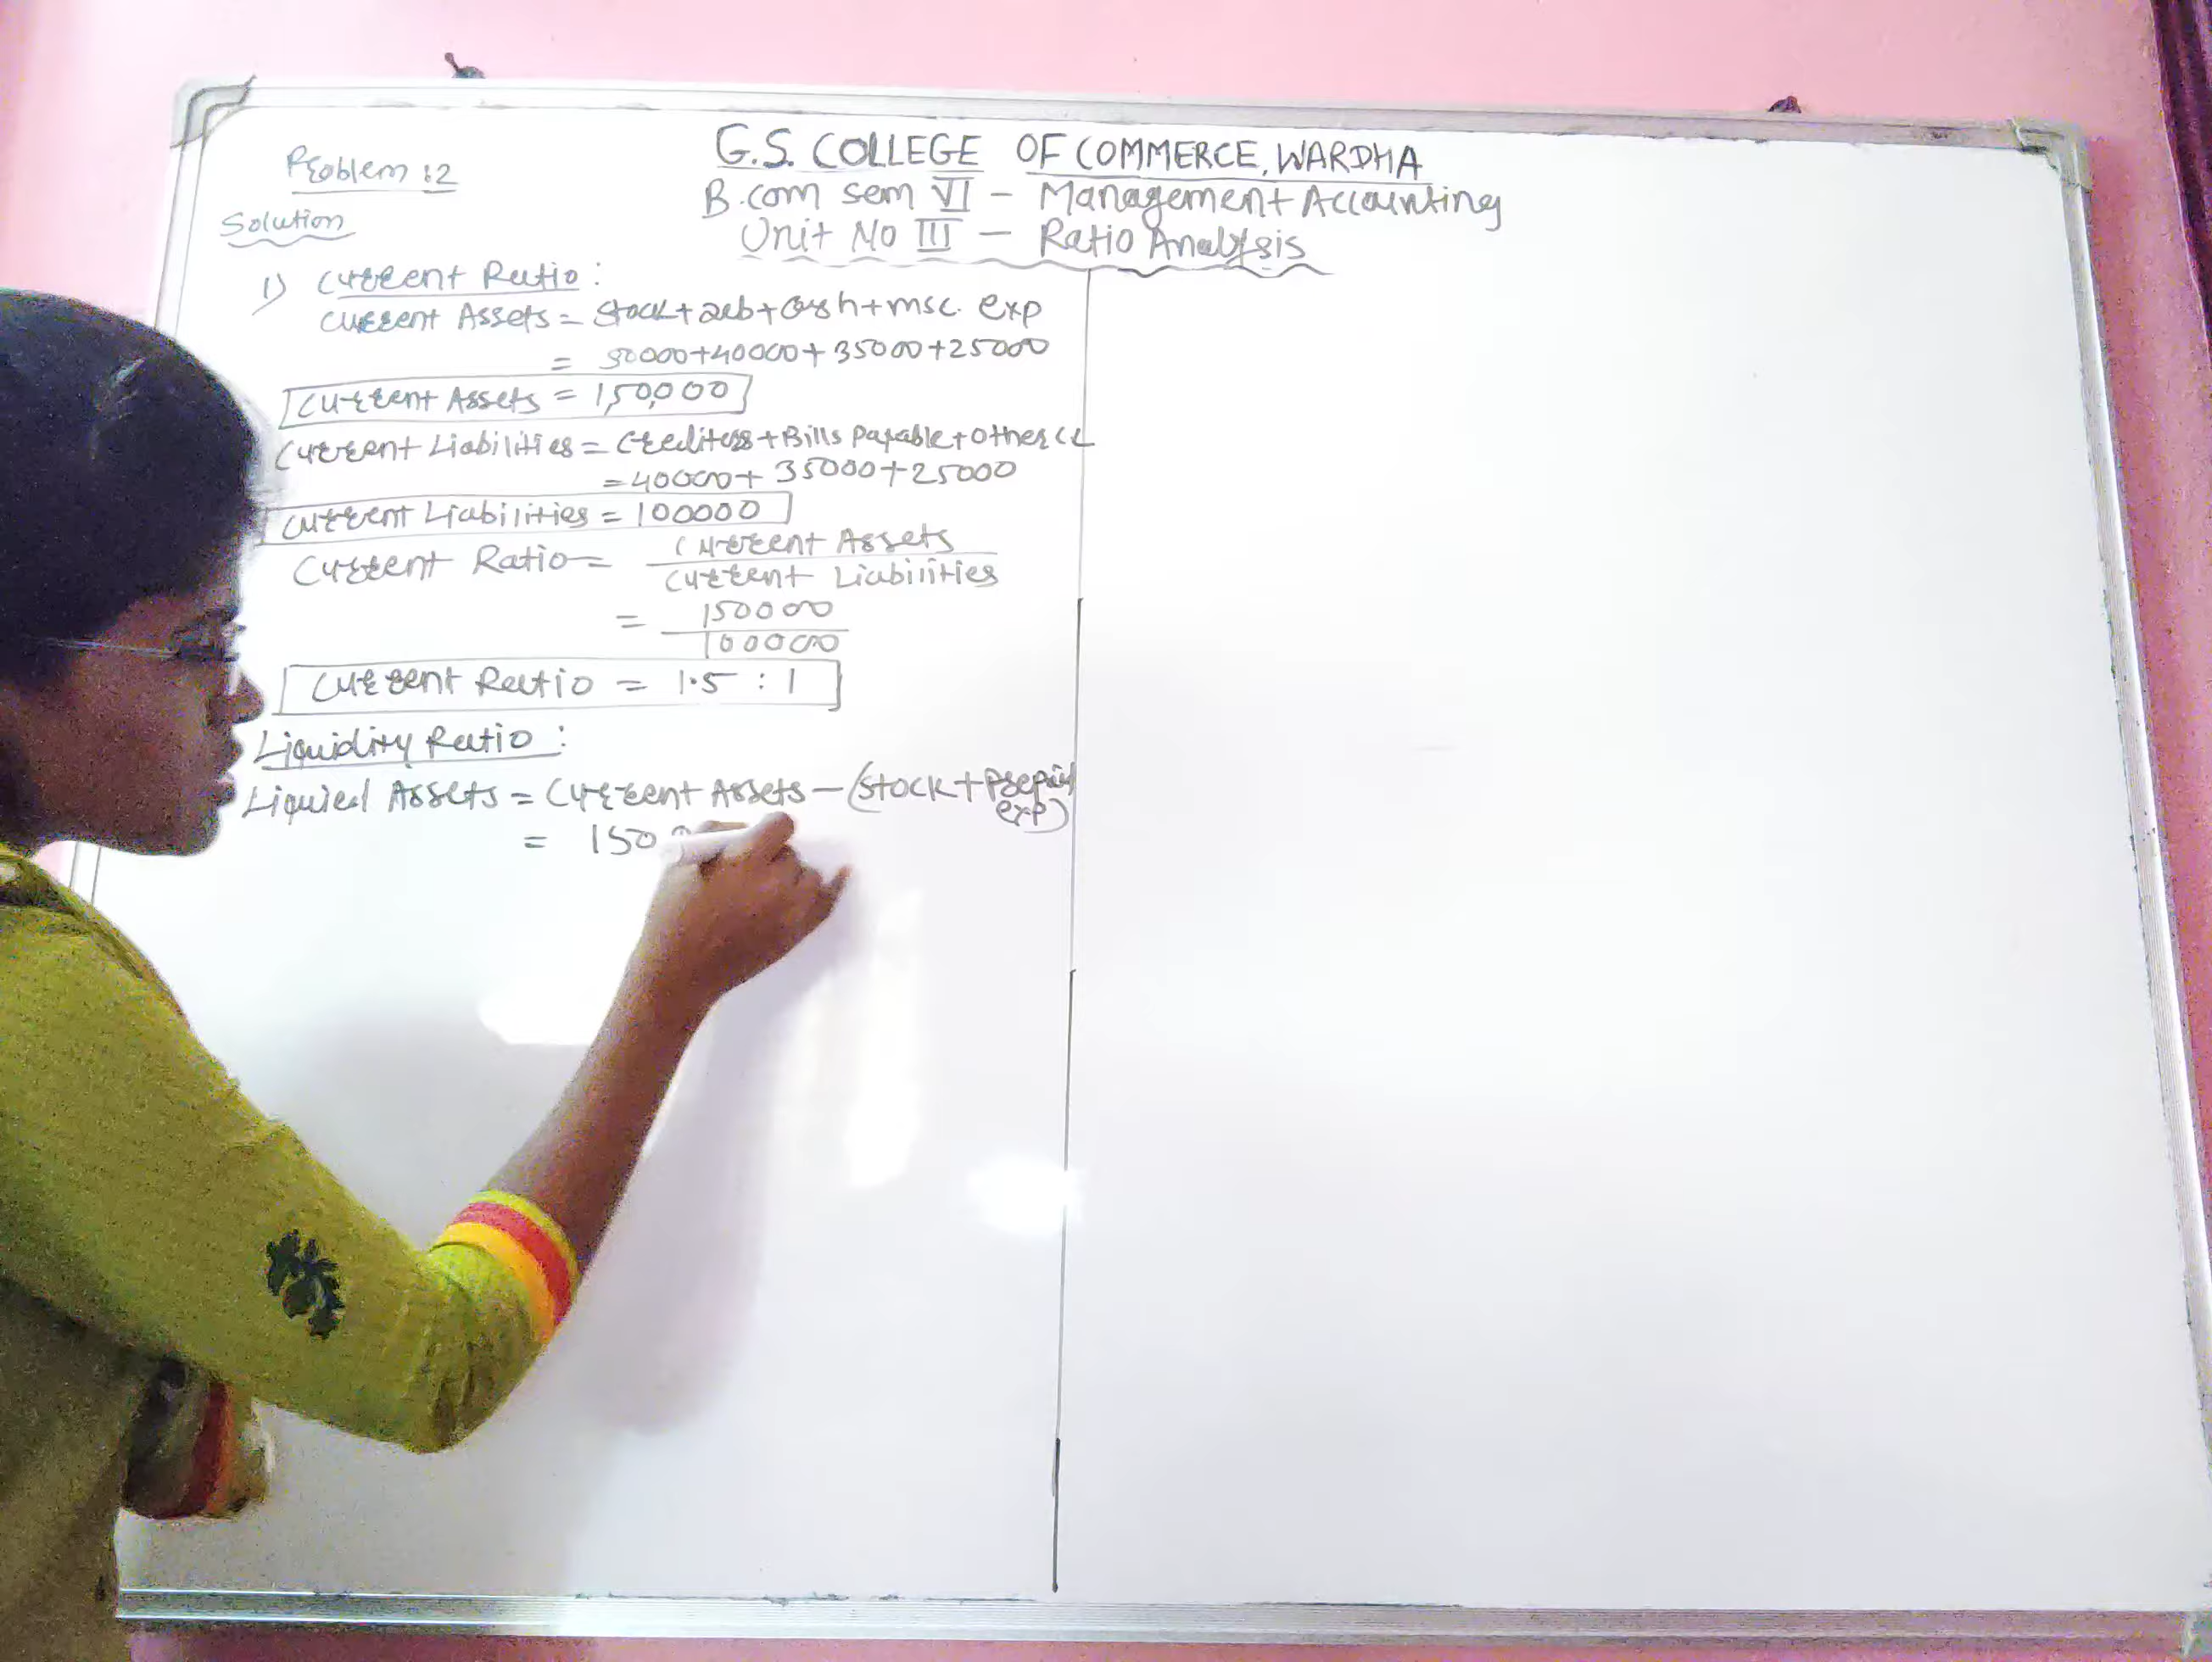 G.S. COLLEGE OF COMMERCE, WARDHA
B.com sem VI - Management Accounting
Unit No III - Ratio Analysis
Problem : 2
Solution
1) Current Ratio :
Current Assets = Stock + Deb + Cash + msc. exp
= 50000 + 40000 + 35000 + 25000
Current Assets = 1,50,000
Current Liabilities = Creditors + Bills Payable + Other CL
= 40000 + 35000 + 25000
Current Liabilities = 100000
Current Ratio = Current Assets
Current Liabilities
= 150000
100000
Current Ratio = 1.5 : 1
Liquidity Ratio :
Liquied Assets = Current Assets - (stock + Prepaid
exp)
= 150